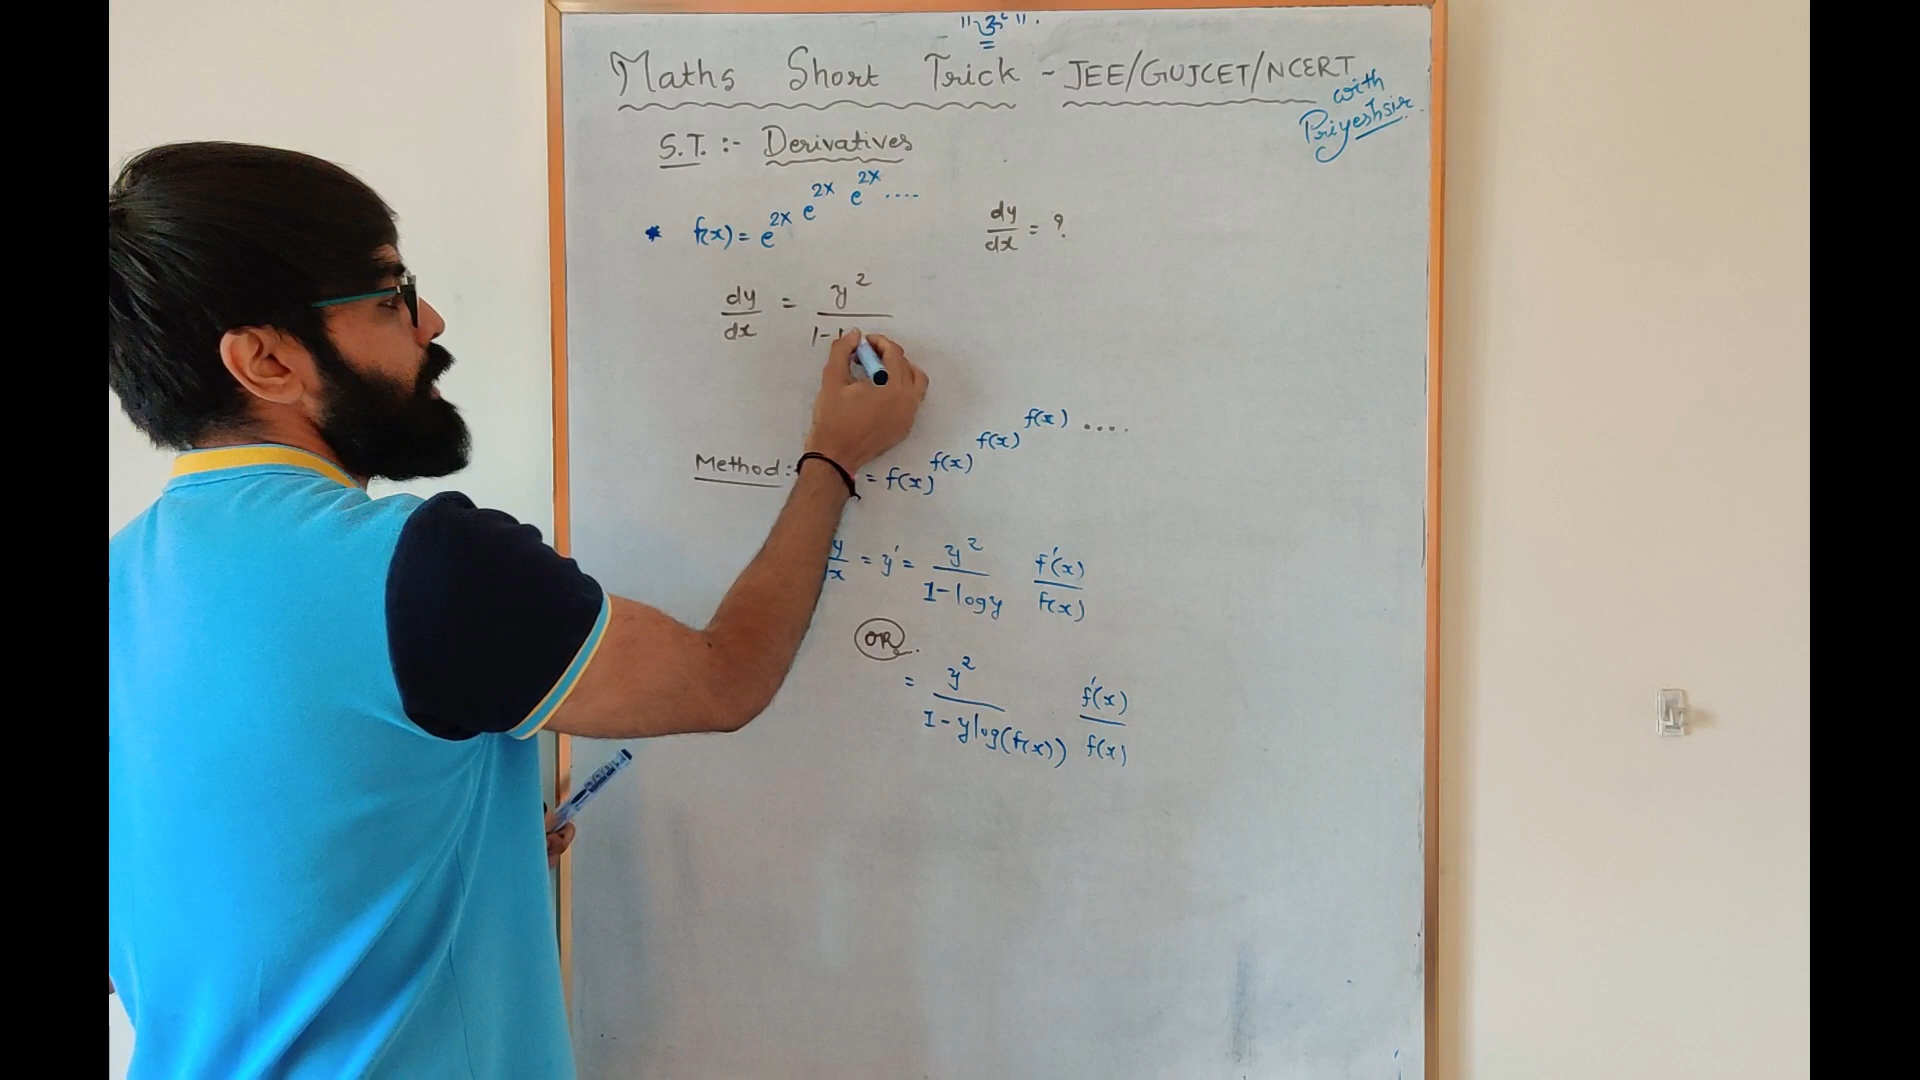 "ૐ".
Maths Short Trick - JEE/GUJCET/NCERT
with
Priyeshsir.
S.T. :- Derivatives
* f(x) = e^2x e^2x e^2x .... dy/dx = ?
dy/dx = y^2/1-
Method: = f(x)^f(x)^f(x)^f(x) ....
y/x = y' = y^2/1-logy f'(x)/f(x)
OR.
= y^2/1-ylog(f(x)) f'(x)/f(x)